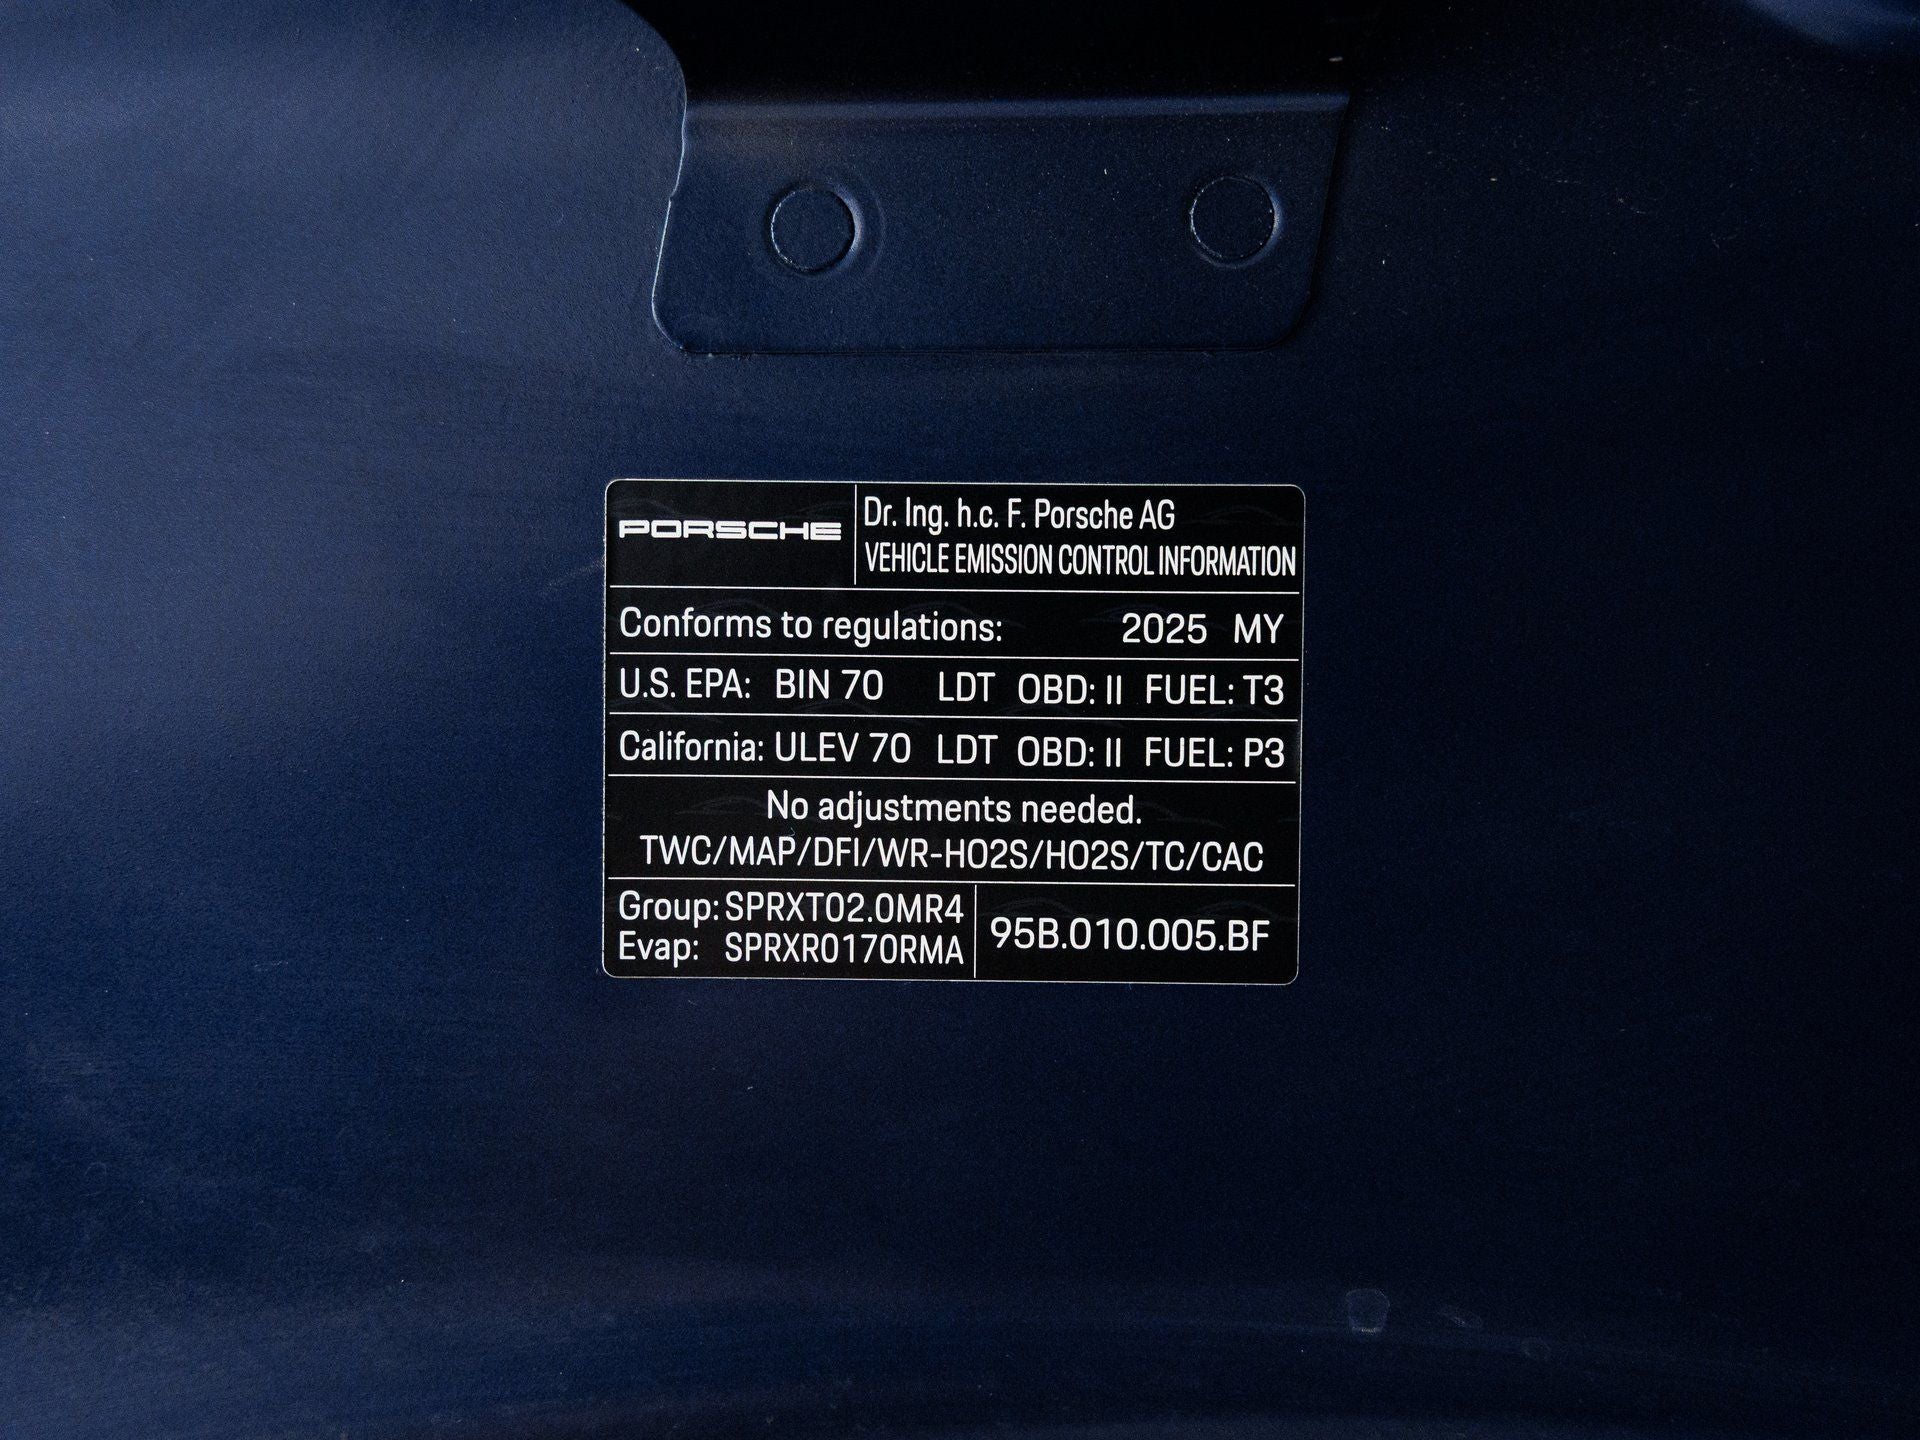 PORSCHE
Dr. Ing. h.c. F. Porsche AG
VEHICLE EMISSION CONTROL INFORMATION
Conforms to regulations: 2025 MY
U.S. EPA: BIN 70 LDT OBD: II FUEL: T3
California: ULEV 70 LDT OBD: II FUEL: P3
No adjustments needed.
TWC/MAP/DFI/WR-HO2S/HO2S/TC/CAC
Group: SPRXT02.0MR4
Evap: SPRXR0170RMA
95B.010.005.BF